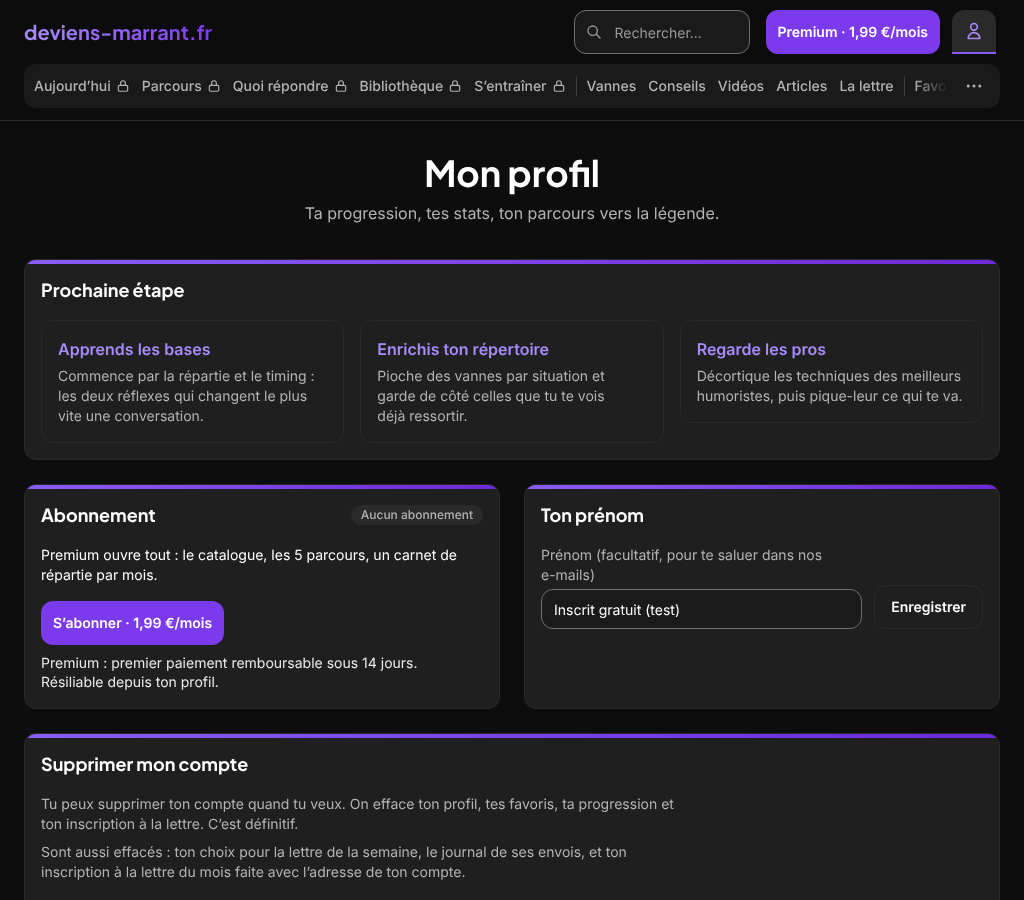 deviens-marrant.fr
Rechercher...
Premium · 1,99 €/mois
Aujourd’hui Parcours Quoi répondre Bibliothèque S’entraîner Vannes Conseils Vidéos Articles La lettre
Mon profil
Ta progression, tes stats, ton parcours vers la légende.
Prochaine étape
Apprends les bases
Commence par la répartie et le timing :
les deux réflexes qui changent le plus
vite une conversation.
Enrichis ton répertoire
Pioche des vannes par situation et
garde de côté celles que tu te vois
déjà ressortir.
Regarde les pros
Décortique les techniques des meilleurs
humoristes, puis pique-leur ce qui te va.
Abonnement
Aucun abonnement
Premium ouvre tout : le catalogue, les 5 parcours, un carnet de
répartie par mois.
S’abonner · 1,99 €/mois
Premium : premier paiement remboursable sous 14 jours.
Résiliable depuis ton profil.
Ton prénom
Prénom (facultatif, pour te saluer dans nos
e-mails)
Inscrit gratuit (test)
Enregistrer
Supprimer mon compte
Tu peux supprimer ton compte quand tu veux. On efface ton profil, tes favoris, ta progression et
ton inscription à la lettre. C’est définitif.
Sont aussi effacés : ton choix pour la lettre de la semaine, le journal de ses envois, et ton
inscription à la lettre du mois faite avec l’adresse de ton compte.